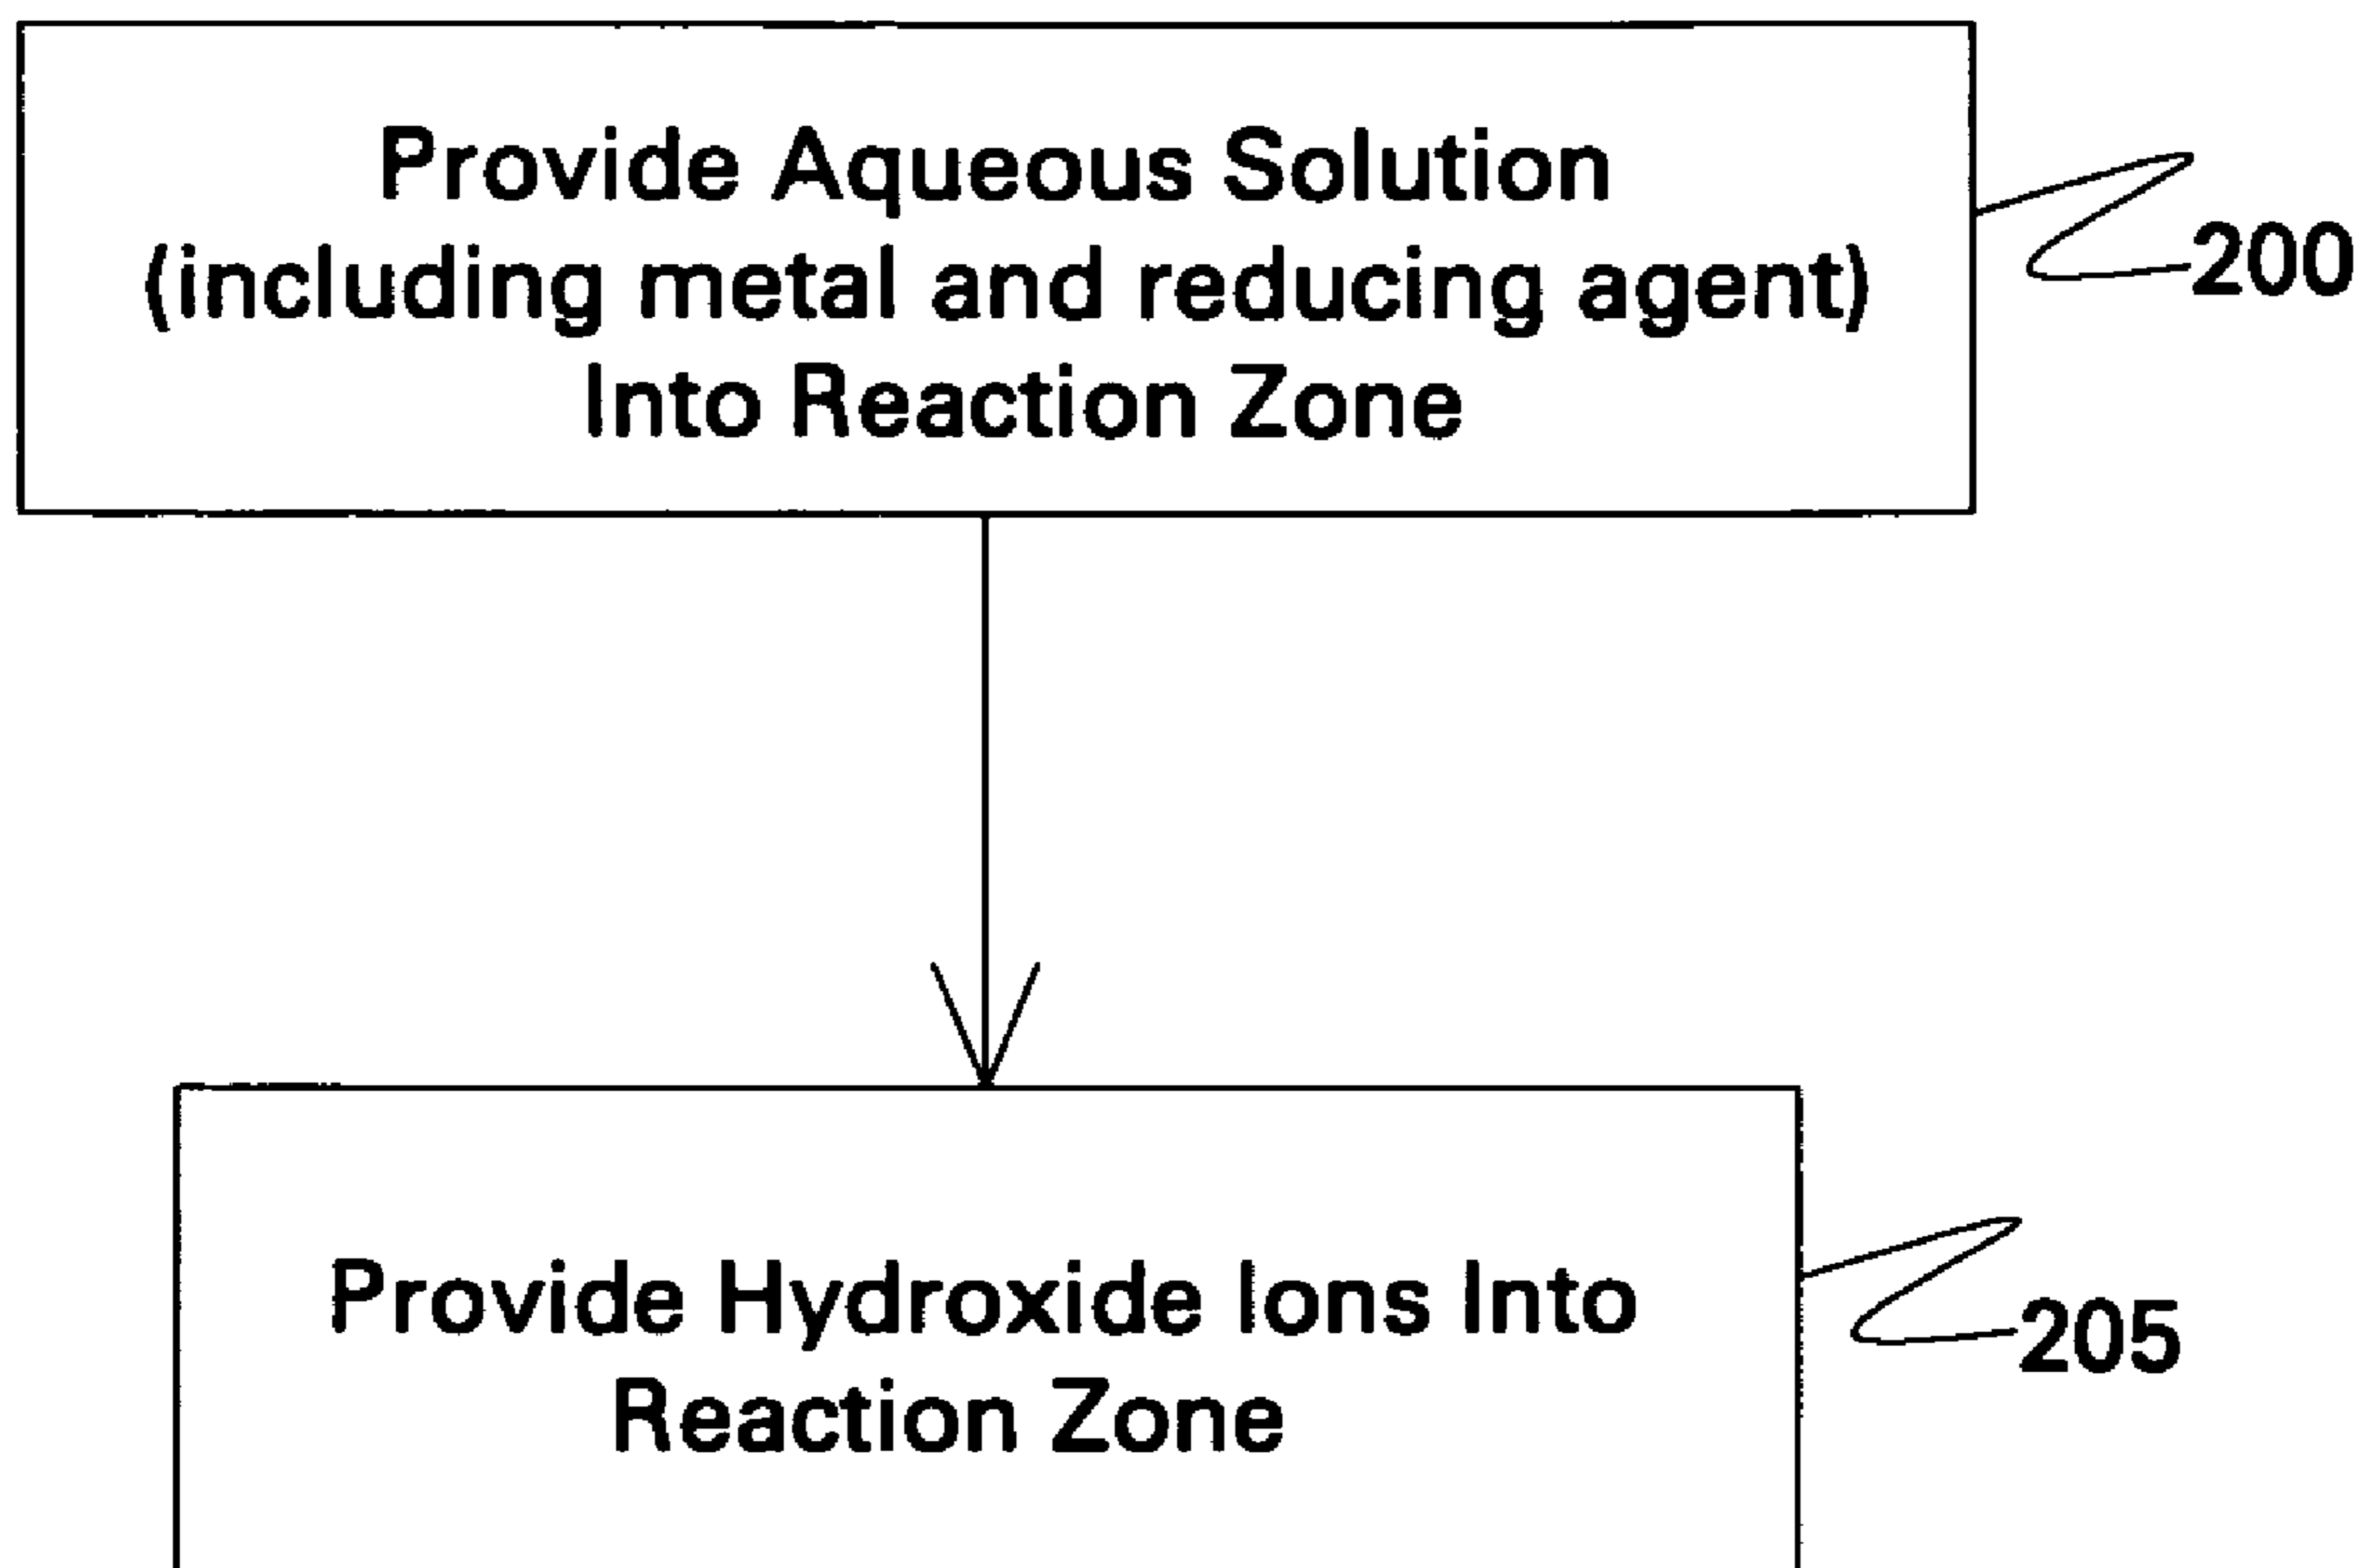 Provide Aqueous Solution
(including metal and reducing agent)
Into Reaction Zone
200
Provide Hydroxide Ions Into
Reaction Zone
205